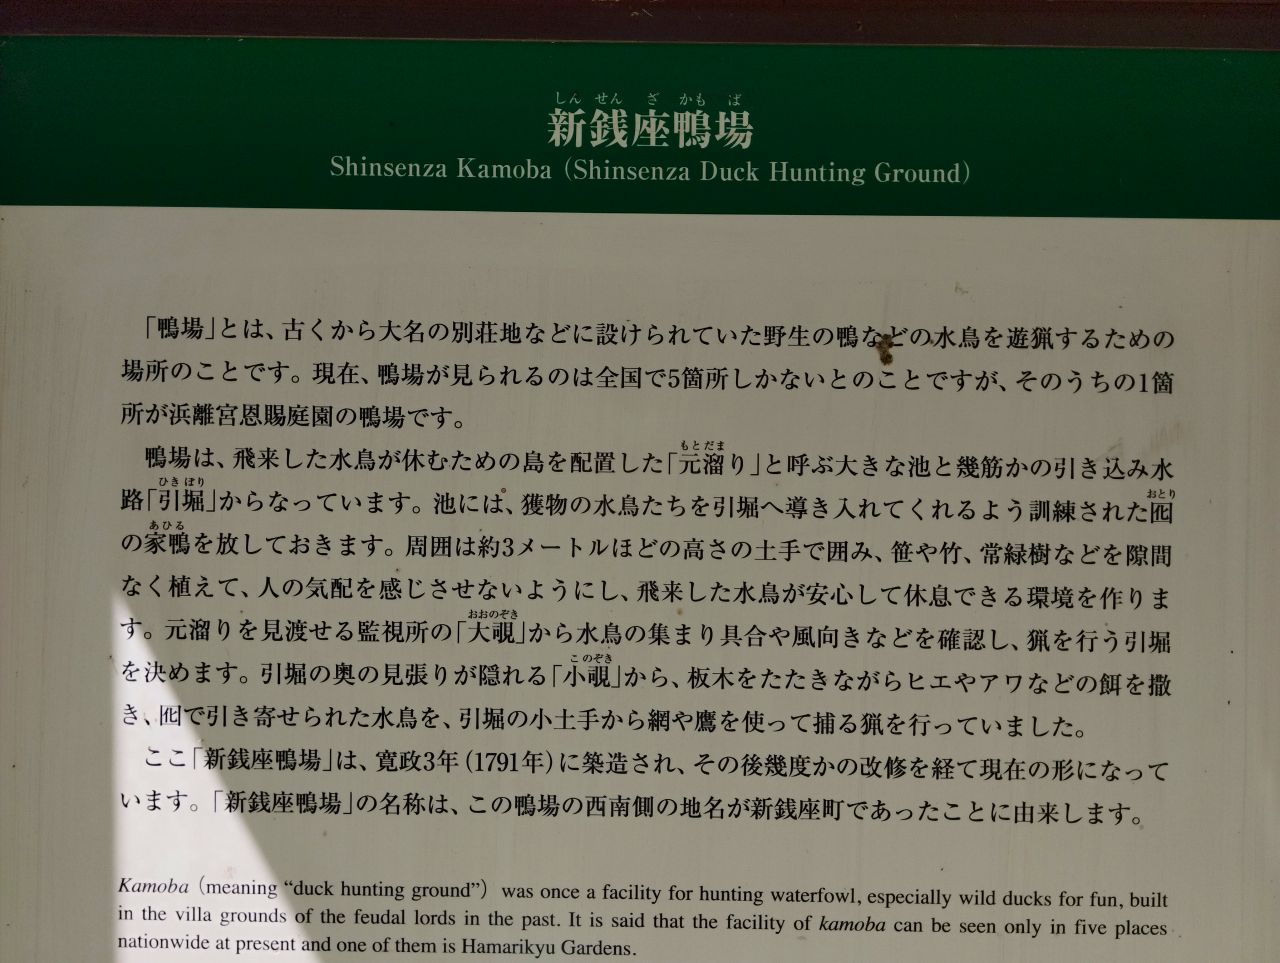 しん せん ざ かも ば
新銭座鴨場
Shinsenza Kamoba (Shinsenza Duck Hunting Ground)
「鴨場」とは、古くから大名の別荘地などに設けられていた野生の鴨などの水鳥を遊猟するための
場所のことです。現在、鴨場が見られるのは全国で5箇所しかないとのことですが、そのうちの1箇
所が浜離宮恩賜庭園の鴨場です。
もとだま
鴨場は、飛来した水鳥が休むための島を配置した「元溜り」と呼ぶ大きな池と幾筋かの引き込み水
ひきぼり おとり
路「引堀」からなっています。池には、獲物の水鳥たちを引堀へ導き入れてくれるよう訓練された囮
あひる
の家鴨を放しておきます。周囲は約3メートルほどの高さの土手で囲み、笹や竹、常緑樹などを隙間
なく植えて、人の気配を感じさせないようにし、飛来した水鳥が安心して休息できる環境を作りま
おおのぞき
す。元溜りを見渡せる監視所の「大覗」から水鳥の集まり具合や風向きなどを確認し、猟を行う引堀
このぞき
を決めます。引堀の奥の見張りが隠れる「小覗」から、板木をたたきながらヒエやアワなどの餌を撒
き、囮で引き寄せられた水鳥を、引堀の小土手から網や鷹を使って捕る猟を行っていました。
ここ「新銭座鴨場」は、寛政3年(1791年)に築造され、その後幾度かの改修を経て現在の形になって
います。「新銭座鴨場」の名称は、この鴨場の西南側の地名が新銭座町であったことに由来します。
Kamoba (meaning “duck hunting ground”) was once a facility for hunting waterfowl, especially wild ducks for fun, built
in the villa grounds of the feudal lords in the past. It is said that the facility of kamoba can be seen only in five places
nationwide at present and one of them is Hamarikyu Gardens.